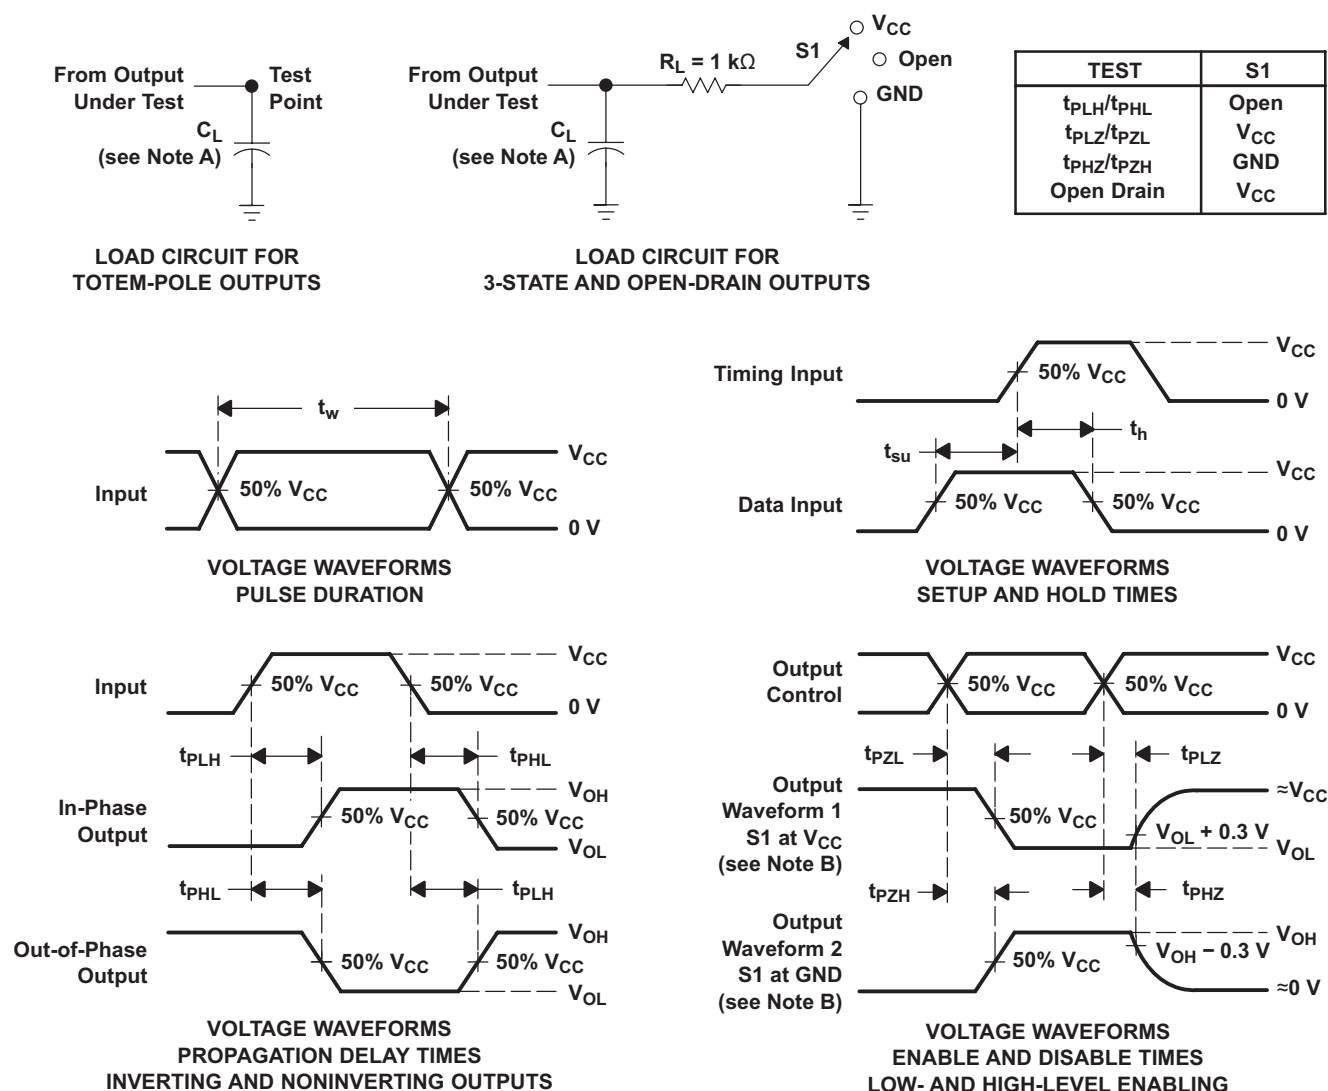 From Output
Under Test
Test
Point
C_L
(see Note A)
LOAD CIRCUIT FOR
TOTEM-POLE OUTPUTS
From Output
Under Test
R_L = 1 kΩ
S1
V_CC
Open
GND
C_L
(see Note A)
LOAD CIRCUIT FOR
3-STATE AND OPEN-DRAIN OUTPUTS
TEST S1
t_PLH/t_PHL Open
t_PLZ/t_PZL V_CC
t_PHZ/t_PZH GND
Open Drain V_CC
t_w
Input
50% V_CC
50% V_CC
V_CC
0 V
VOLTAGE WAVEFORMS
PULSE DURATION
Timing Input
50% V_CC
V_CC
0 V
t_su
t_h
Data Input
50% V_CC
50% V_CC
V_CC
0 V
VOLTAGE WAVEFORMS
SETUP AND HOLD TIMES
Input
50% V_CC
50% V_CC
V_CC
0 V
t_PLH
t_PHL
In-Phase
Output
50% V_CC
50% V_CC
V_OH
V_OL
t_PHL
t_PLH
Out-of-Phase
Output
50% V_CC
50% V_CC
V_OH
V_OL
VOLTAGE WAVEFORMS
PROPAGATION DELAY TIMES
INVERTING AND NONINVERTING OUTPUTS
Output
Control
50% V_CC
50% V_CC
V_CC
0 V
t_PZL
t_PLZ
Output
Waveform 1
S1 at V_CC
(see Note B)
50% V_CC
V_OL + 0.3 V
≈V_CC
V_OL
t_PZH
t_PHZ
Output
Waveform 2
S1 at GND
(see Note B)
50% V_CC
V_OH − 0.3 V
V_OH
≈0 V
VOLTAGE WAVEFORMS
ENABLE AND DISABLE TIMES
LOW- AND HIGH-LEVEL ENABLING